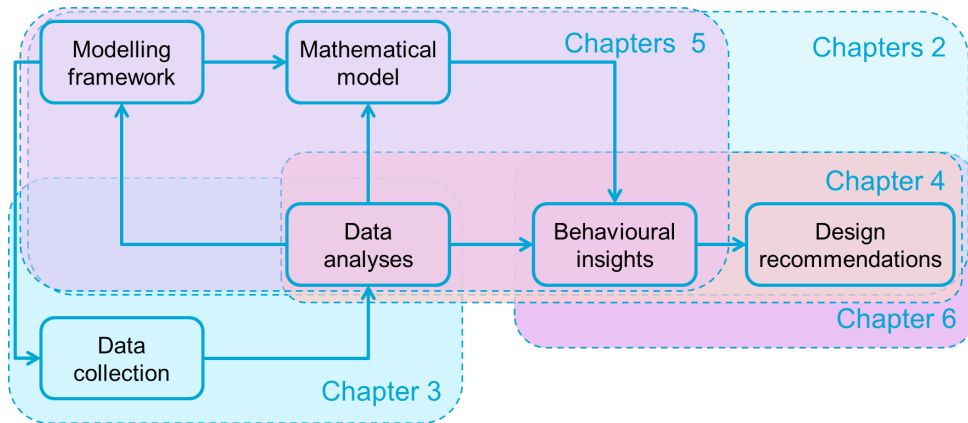 Modelling
framework
Mathematical
model
Chapters  5
Chapters 2
Chapter 4
Data
analyses
Behavioural
insights
Design
recommendations
Chapter 6
Data
collection
Chapter 3